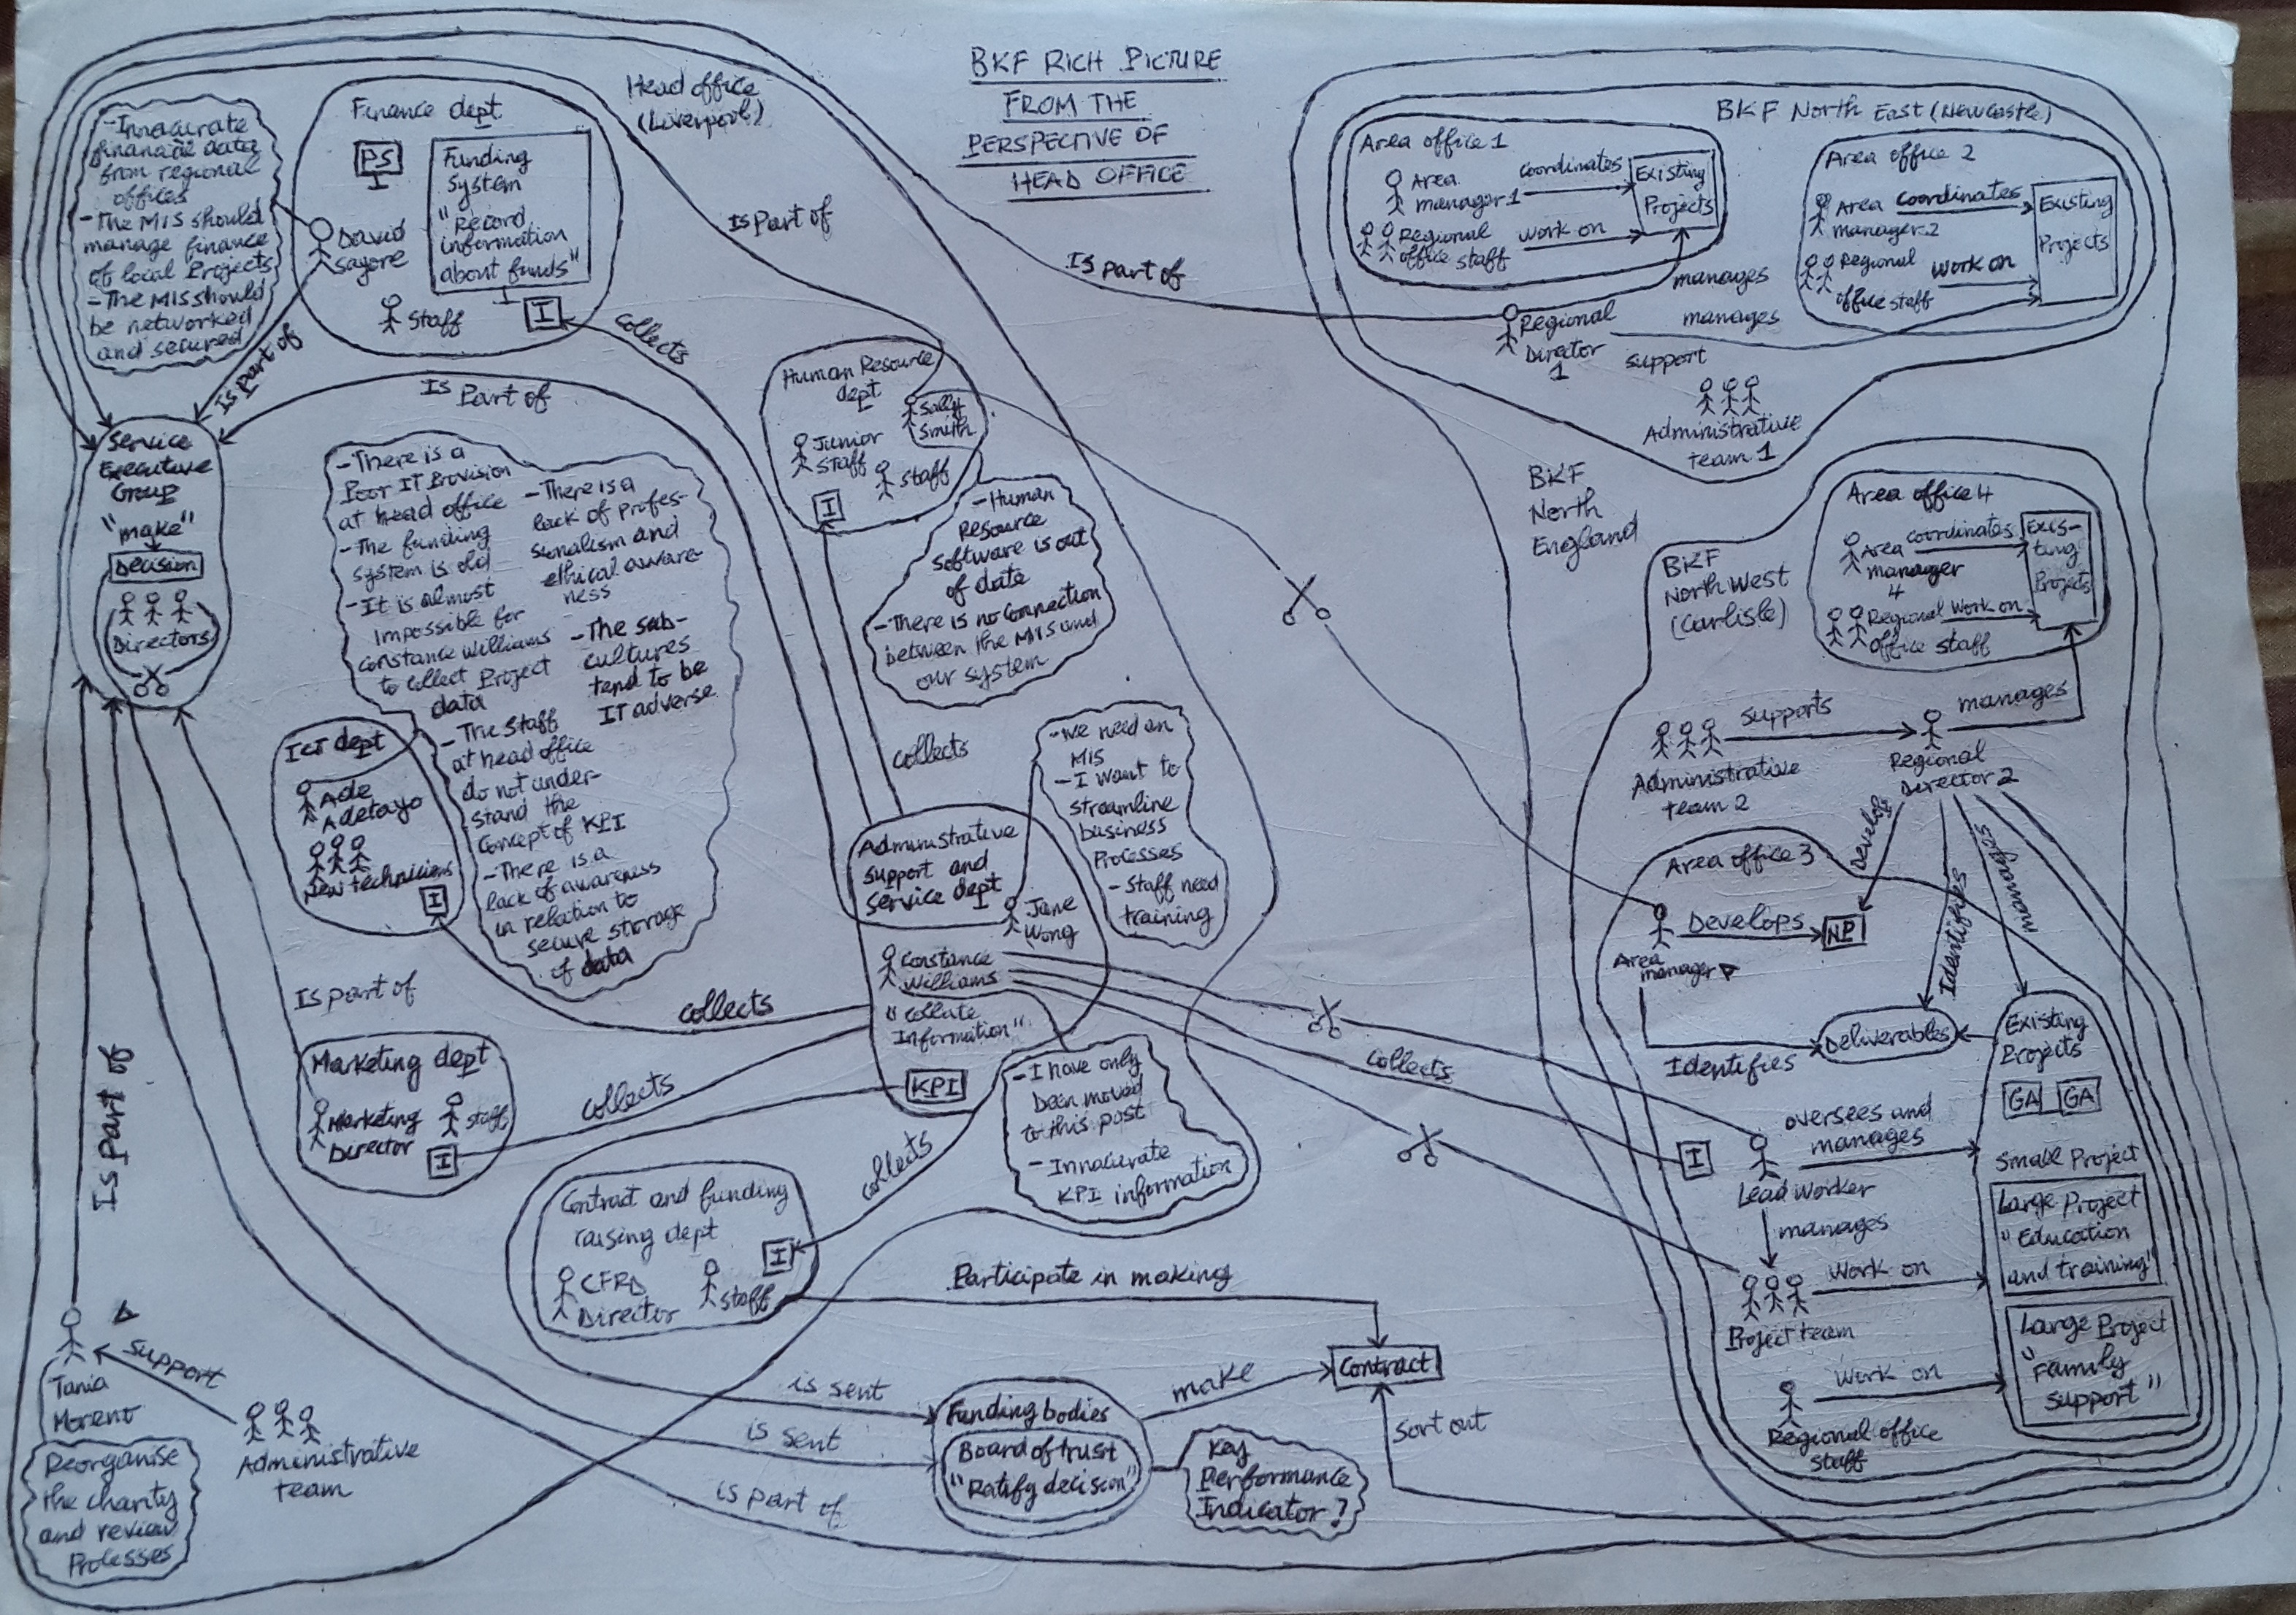 BKF RICH PICTURE
FROM THE
PERSPECTIVE OF
HEAD OFFICE
Head office
(Liverpool)
- Innacurate
financial data
from regional
offices
- The MIS should
manage finance
of local Projects
- The MIS should
be networked
and secured
Finance dept
PS
I
Funding
System
"Record
information
about funds"
I
David
Sayore
Staff
I
Is part of
collects
Is part of
Is part of
Is Part of
Service
Executive
Group
"make"
Decision
Directors
- There is a
Poor IT Provision
at head office
- The funding
system is old
- It is almost
impossible for
Constance Williams
to collect Project
data
- The staff
at head office
do not under-
stand the
concept of KPI
- There is a
lack of awareness
in relation to
secure storage
of data
- There is a
lack of profes-
sionalism and
ethical aware-
ness
- The sub-
cultures
tend to be
IT adverse
Human Resource
dept
Sally
Smith
Junior
Staff
Staff
I
- Human
Resource
Software is out
of data
- There is no connection
between the MIS and
our system
collects
ICT dept
Ade
Adetayo
technicians
I
collects
Administrative
support and
Service dept
Jane
Wong
Constance
Williams
"collate
Information"
KPI
- We need an
MIS
- I want to
streamline
business
Processes
- Staff need
training
- I have only
been moved
to this post
- Innacurate
KPI information
Is part of
Marketing dept
Marketing
Director
Staff
I
collects
Contract and funding
raising dept
I
CFRD
Director
Staff
collects
Participate in making
Contract
make
Sort out
is sent
is sent
is part of
Funding bodies
Board of trust
"Ratify decision"
Key
Performance
Indicator?
Is part of
Tania
Morent
Support
Administrative
team
Reorganise
the charity
and review
Processes
BKF North East (Newcastle)
Area office 1
Area
manager 1
coordinates
Existing
Projects
Regional
office staff
work on
Area office 2
Area
manager 2
coordinates
Existing
Projects
Regional
office staff
work on
manages
manages
Regional
Director
1
support
Administrative
team 1
BKF
North
England
BKF
North West
(Carlisle)
Area office 4
Area
manager
4
coordinates
Exis-
ting
Projects
Regional
office staff
work on
Administrative
team 2
supports
Regional
Director 2
manages
Develops
Identifies
manages
Area office 3
Area
manager
Develops
NP
Identifies
Deliverables
Existing
Projects
GA GA
Small Project
Large Project
"Education
and training"
Large Project
"Family
Support"
collects
I
Lead worker
oversees and
manages
manages
Project team
work on
Regional office
staff
Work on